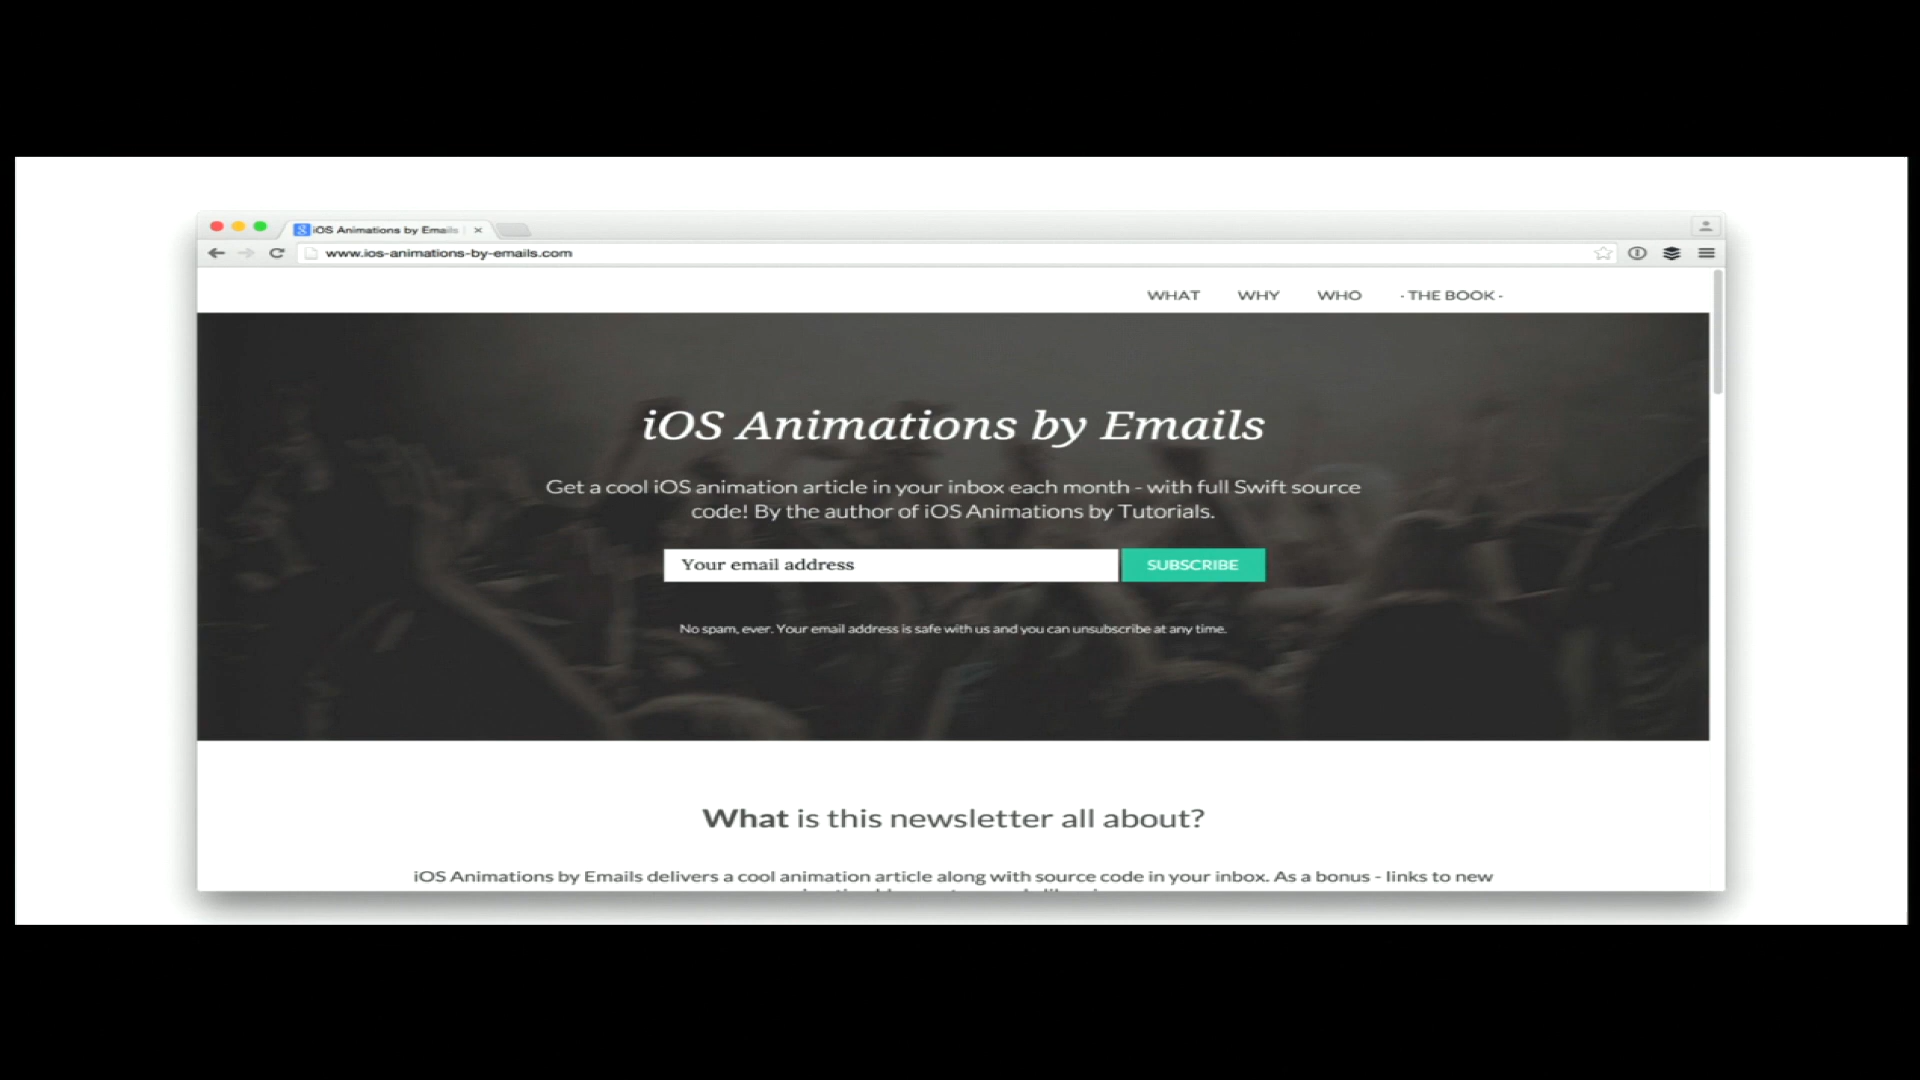 iOS Animations by Emails
www.ios-animations-by-emails.com
WHAT WHY WHO - THE BOOK -
iOS Animations by Emails
Get a cool iOS animation article in your inbox each month - with full Swift source
code! By the author of iOS Animations by Tutorials.
Your email address SUBSCRIBE
No spam, ever. Your email address is safe with us and you can unsubscribe at any time.
What is this newsletter all about?
iOS Animations by Emails delivers a cool animation article along with source code in your inbox. As a bonus - links to new